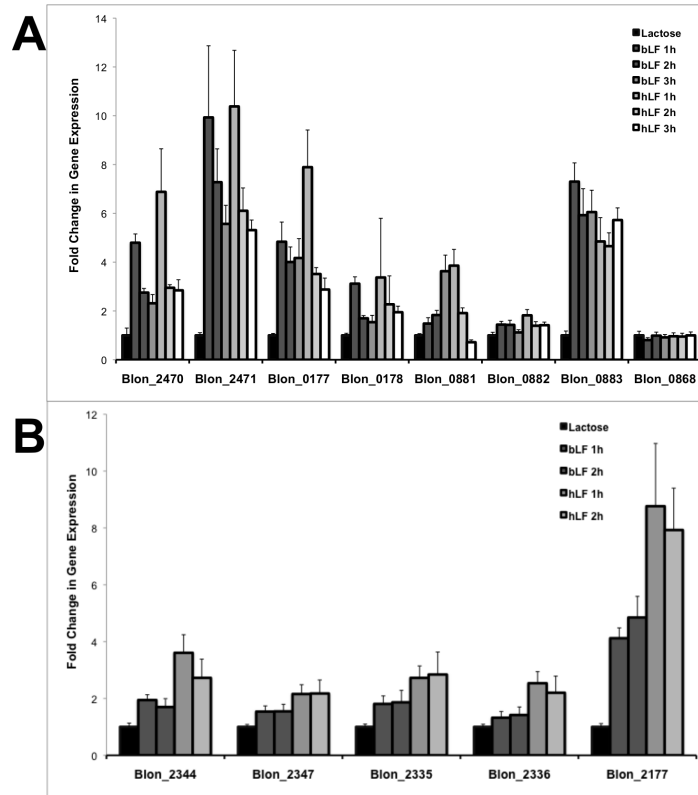 A
Fold Change in Gene Expression
14
12
10
8
6
4
2
0
Lactose
bLF 1h
bLF 2h
bLF 3h
hLF 1h
hLF 2h
hLF 3h
Blon_2470 Blon_2471 Blon_0177 Blon_0178 Blon_0881 Blon_0882 Blon_0883 Blon_0868
B
Fold Change in Gene Expression
12
10
8
6
4
2
0
Lactose
bLF 1h
bLF 2h
hLF 1h
hLF 2h
Blon_2344 Blon_2347 Blon_2335 Blon_2336 Blon_2177